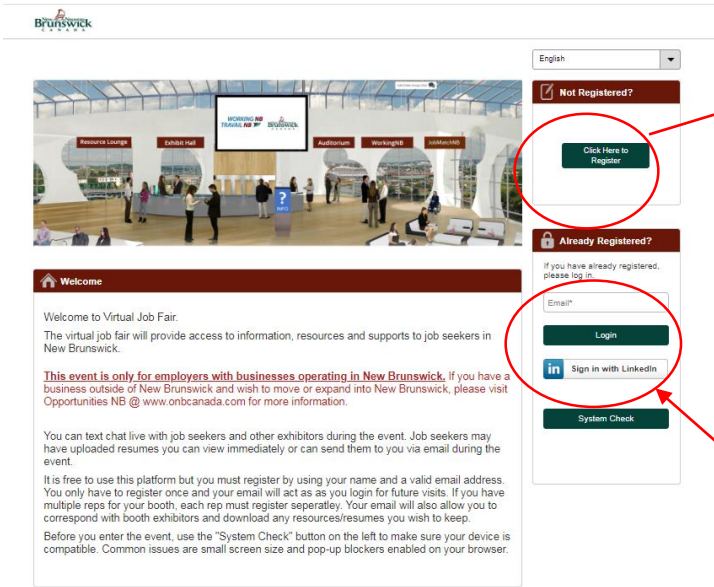 New Nouveau
Brunswick
CANADA
English
WORKING NB
TRAVAIL NB
Brunswick
Resource Lounge
Exhibit Hall
Auditorium
WorkingNB
JobMatchNB
?
INFO
Not Registered?
Click Here to
Register
Already Registered?
If you have already registered,
please log in.
Email*
Login
in Sign in with LinkedIn
System Check
Welcome
Welcome to Virtual Job Fair.
The virtual job fair will provide access to information, resources and supports to job seekers in
New Brunswick.
This event is only for employers with businesses operating in New Brunswick. If you have a
business outside of New Brunswick and wish to move or expand into New Brunswick, please visit
Opportunities NB @ www.onbcanada.com for more information.
You can text chat live with job seekers and other exhibitors during the event. Job seekers may
have uploaded resumes you can view immediately or can send them to you via email during the
event.
It is free to use this platform but you must register by using your name and a valid email address.
You only have to register once and your email will act as as you login for future visits. If you have
multiple reps for your booth, each rep must register seperatley. Your email will also allow you to
correspond with booth exhibitors and download any resources/resumes you wish to keep.
Before you enter the event, use the "System Check" button on the left to make sure your device is
compatible. Common issues are small screen size and pop-up blockers enabled on your browser.